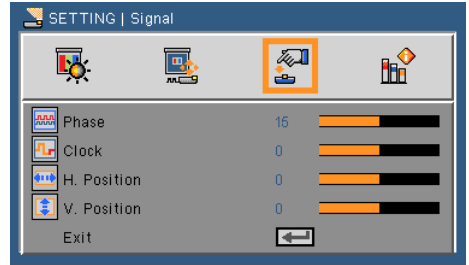 SETTING | Signal
Phase 15
Clock 0
H. Position 0
V. Position 0
Exit